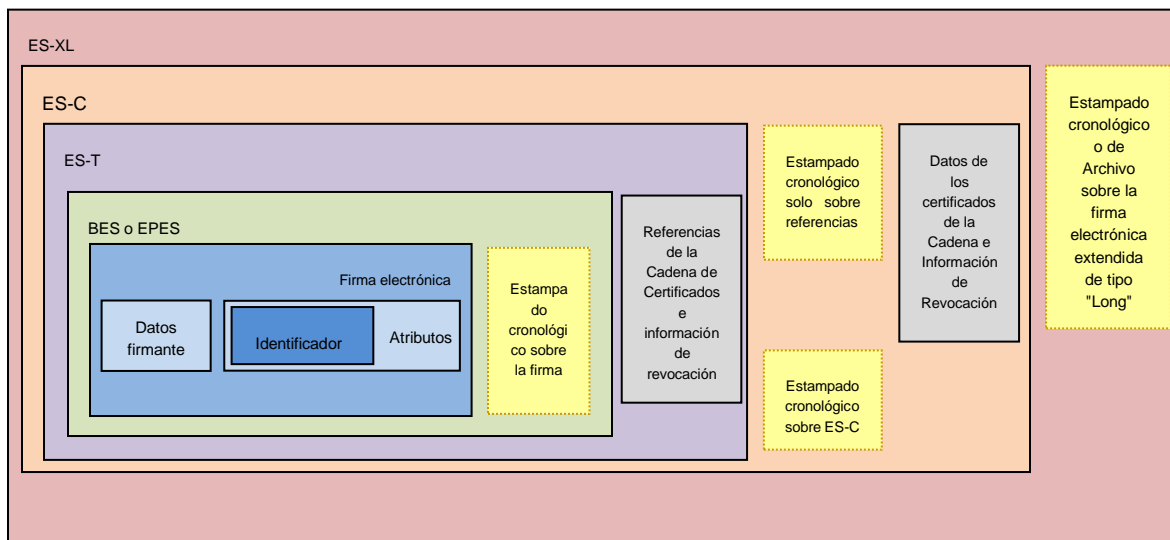 ES-XL
ES-C
ES-T
BES o EPES
Firma electrónica
Datos
firmante
Identificador
Atributos
Estampa
do
cronológi
co sobre
la firma
Referencias
de la
Cadena de
Certificados
e
información de
revocación
Estampado
cronológico
solo sobre
referencias
Estampado
cronológico
sobre ES-C
Datos de
los
certificados
de la
Cadena e
Información
de
Revocación
Estampado
cronológico
o de
Archivo
sobre la
firma
electrónica
extendida
de tipo
"Long"